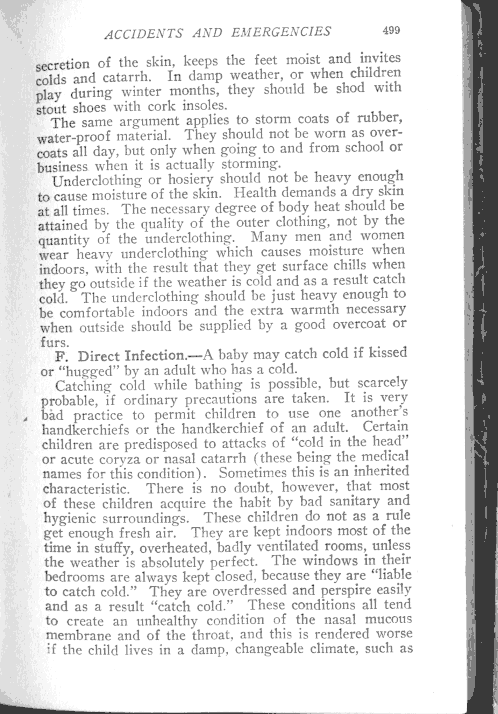 ACCIDENTS AND EMERGENCIES 499
secretion of the skin, keeps the feet moist and invites
colds and catarrh. In damp weather, or when children
play during winter months, they should be shod with
stout shoes with cork insoles.
The same argument applies to storm coats of rubber,
water-proof material. They should not be worn as over-
coats all day, but only when going to and from school or
business when it is actually storming.
Underclothing or hosiery should not be heavy enough
to cause moisture of the skin. Health demands a dry skin
at all times. The necessary degree of body heat should be
attained by the quality of the outer clothing, not by the
quantity of the underclothing. Many men and women
wear heavy underclothing which causes moisture when
indoors, with the result that they get surface chills when
they go outside if the weather is cold and as a result catch
cold. The underclothing should be just heavy enough to
be comfortable indoors and the extra warmth necessary
when outside should be supplied by a good overcoat or
furs.
F. Direct Infection.—A baby may catch cold if kissed
or "hugged" by an adult who has a cold.
Catching cold while bathing is possible, but scarcely
probable, if ordinary precautions are taken. It is very
bad practice to permit children to use one another's
handkerchiefs or the handkerchief of an adult. Certain
children are predisposed to attacks of "cold in the head"
or acute coryza or nasal catarrh (these being the medical
names for this condition). Sometimes this is an inherited
characteristic. There is no doubt, however, that most
of these children acquire the habit by bad sanitary and
hygienic surroundings. These children do not as a rule
get enough fresh air. They are kept indoors most of the
time in stuffy, overheated, badly ventilated rooms, unless
the weather is absolutely perfect. The windows in their
bedrooms are always kept closed, because they are "liable
to catch cold." They are overdressed and perspire easily
and as a result "catch cold." These conditions all tend
to create an unhealthy condition of the nasal mucous
membrane and of the throat, and this is rendered worse
if the child lives in a damp, changeable climate, such as